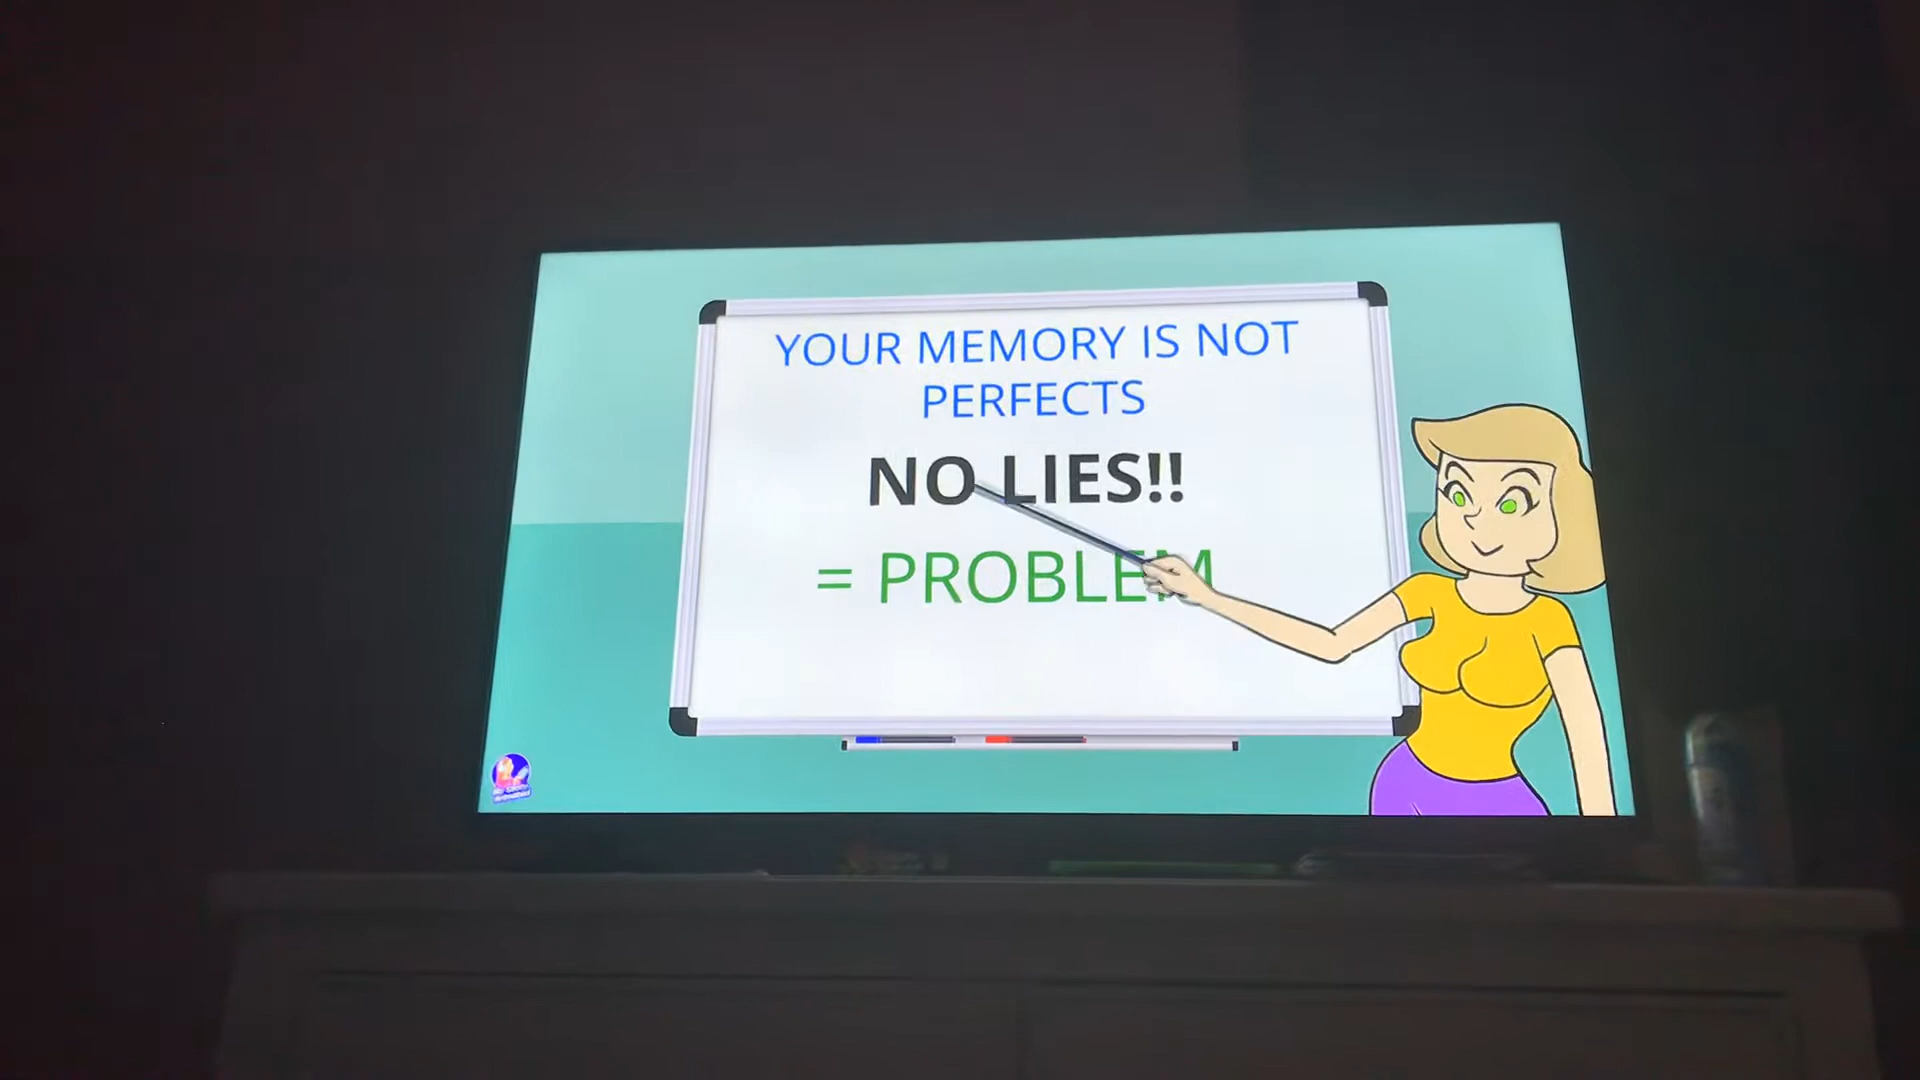 YOUR MEMORY IS NOT
PERFECTS
NO LIES!!
= PROBLEM